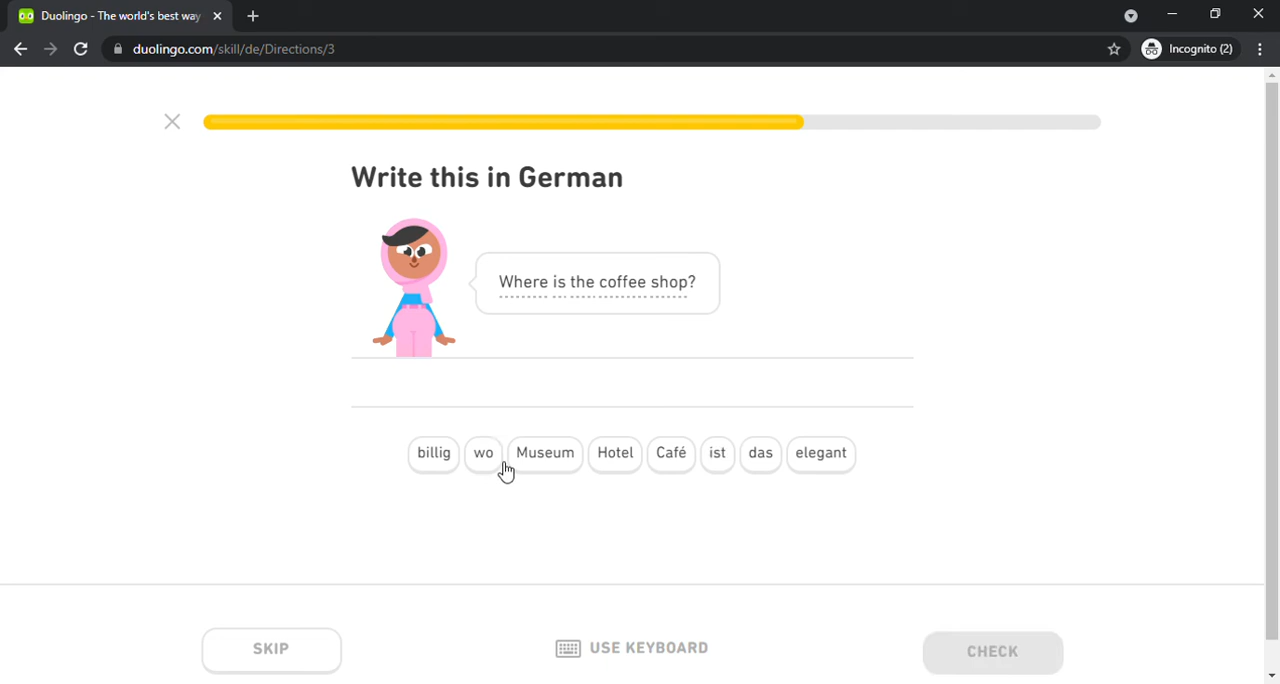 Duolingo - The world's best way
duolingo.com/skill/de/Directions/3
Incognito (2)
Write this in German
Where is the coffee shop?
billig wo Museum Hotel Café ist das elegant
SKIP USE KEYBOARD CHECK